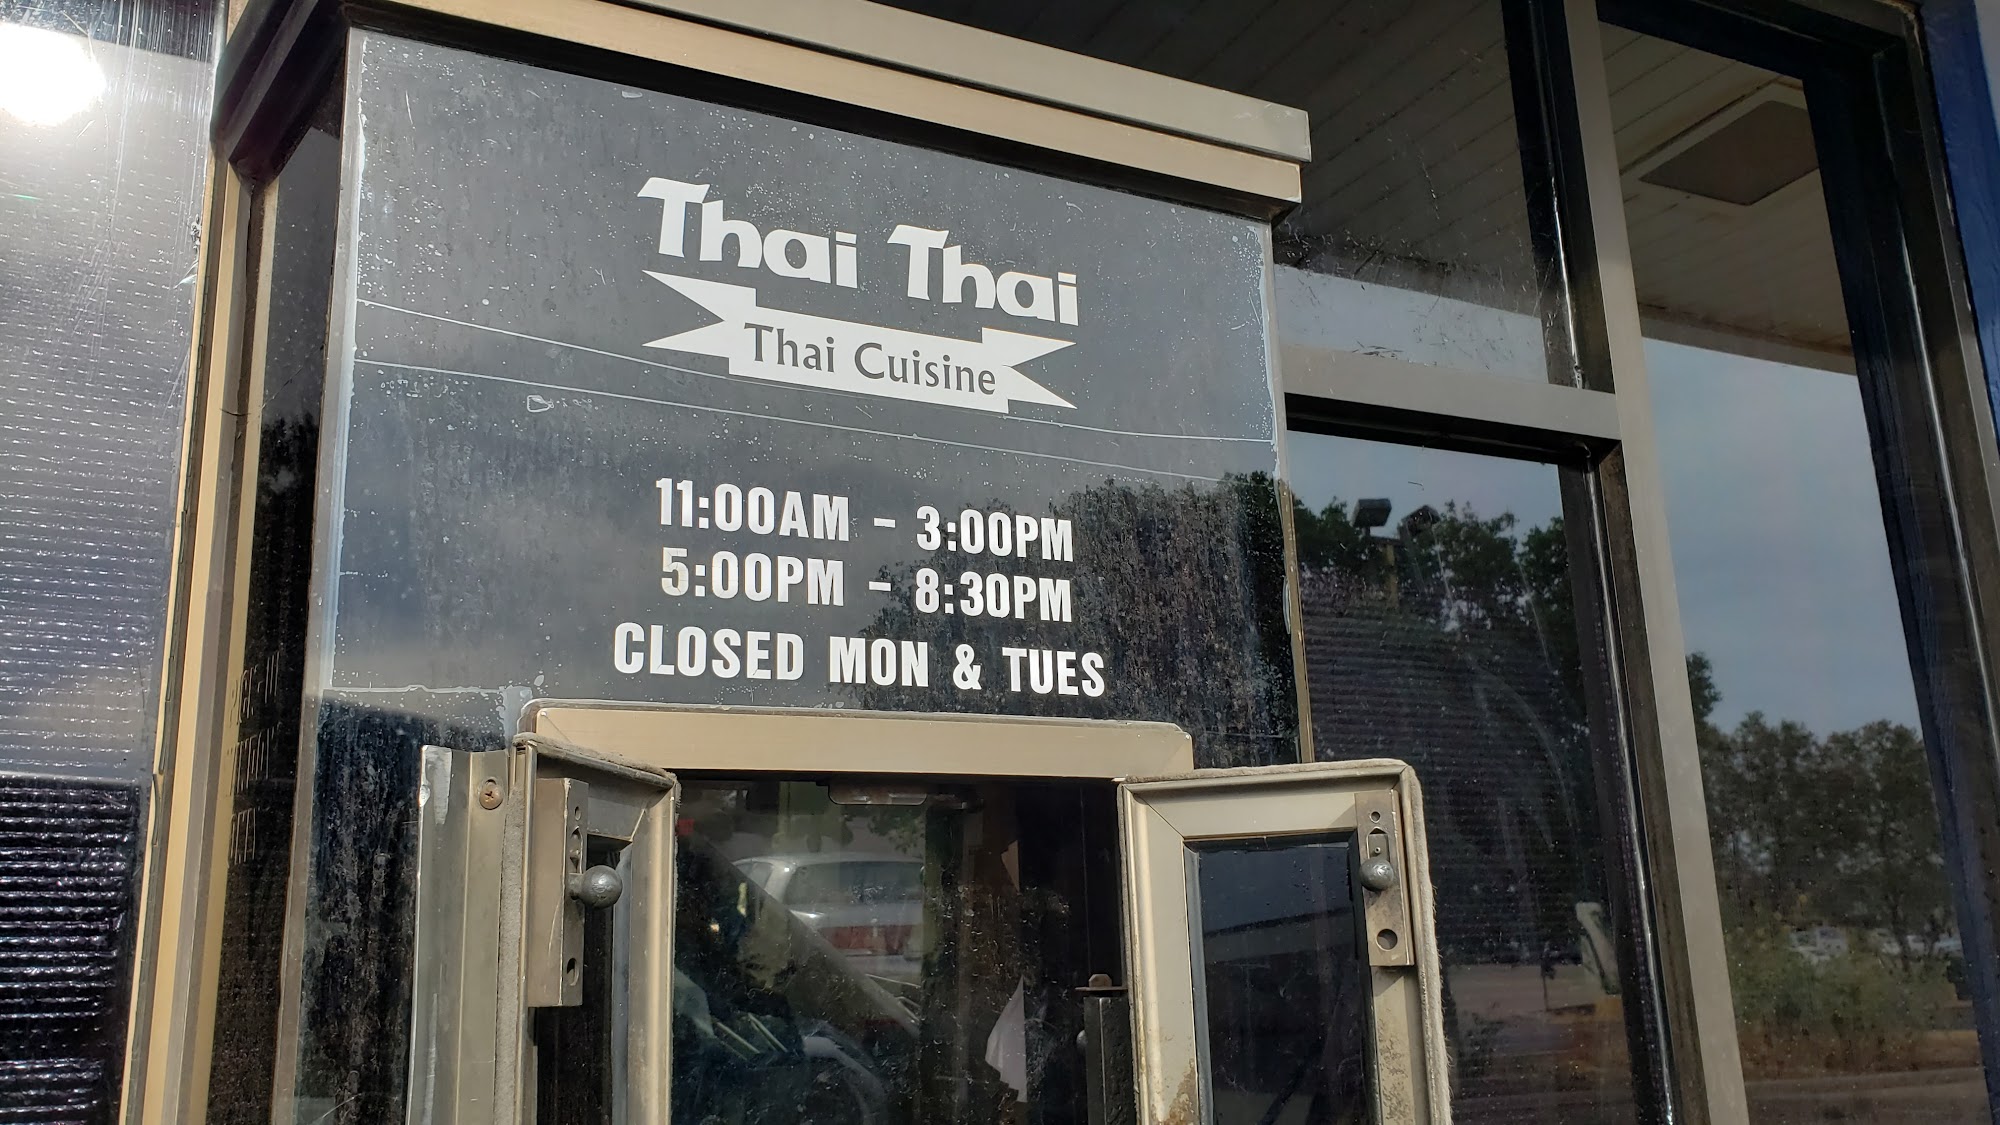 Thai Thai
Thai Cuisine
11:00AM - 3:00PM
5:00PM - 8:30PM
CLOSED MON & TUES